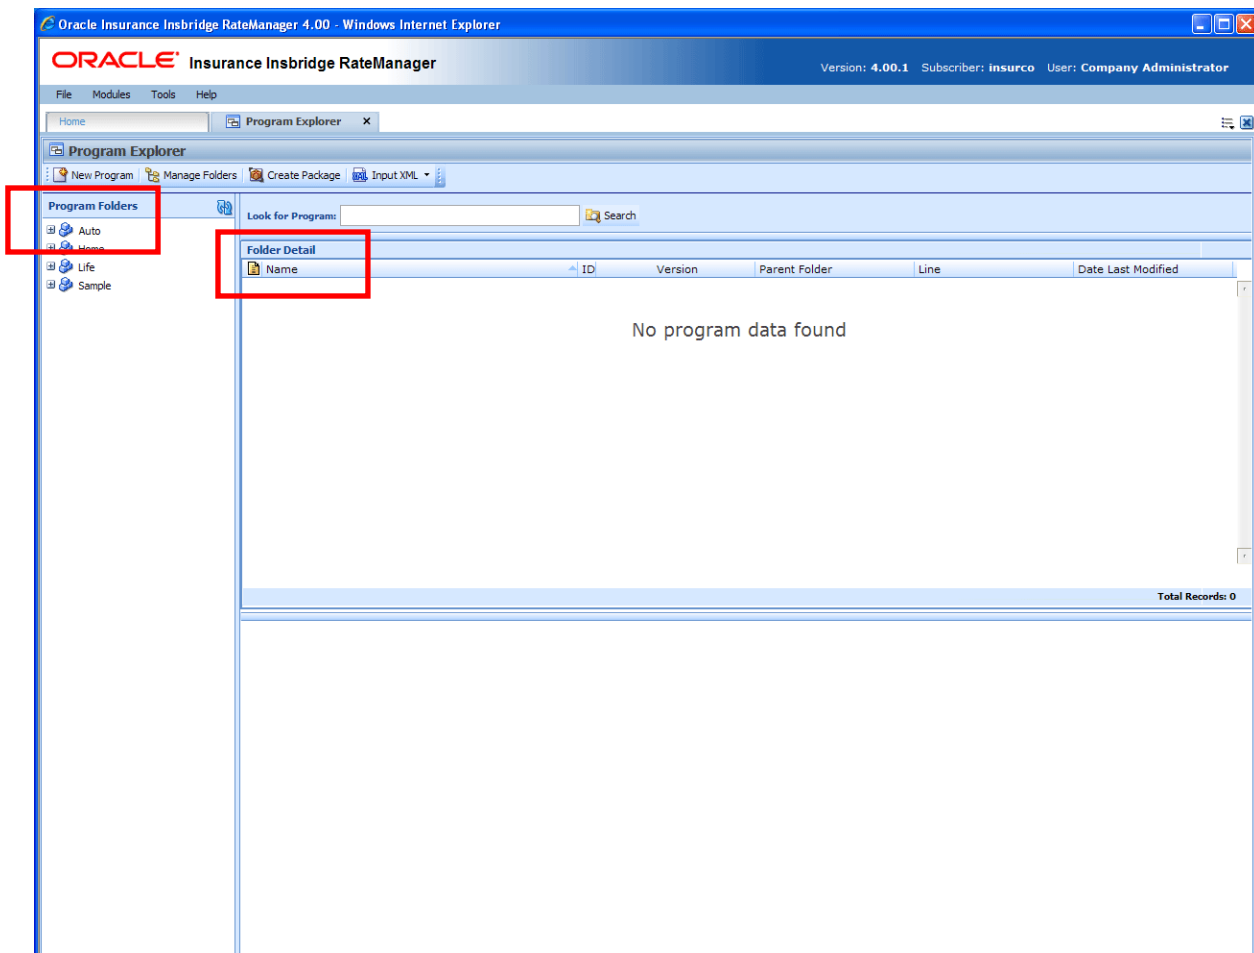 Oracle Insurance Insbridge RateManager 4.00 - Windows Internet Explorer
ORACLE Insurance Insbridge RateManager
Version: 4.00.1 Subscriber: insurco User: Company Administrator
File Modules Tools Help
Home Program Explorer x
Program Explorer
New Program Manage Folders Create Package Input XML
Program Folders
Auto
Home
Life
Sample
Look for Program: Search
Folder Detail
Name ID Version Parent Folder Line Date Last Modified
No program data found
Total Records: 0